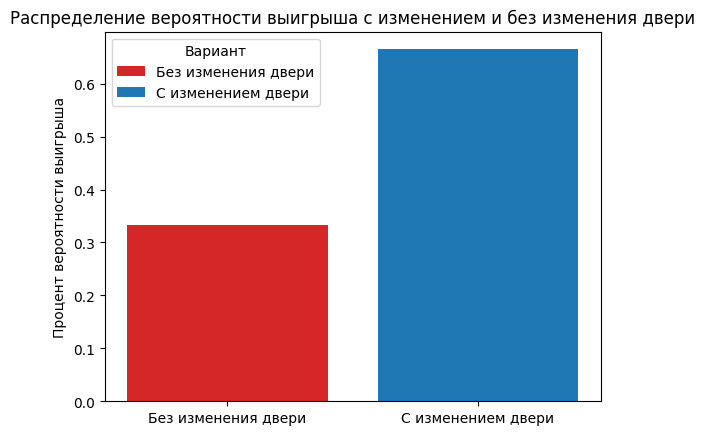 Распределение вероятности выигрыша с изменением и без изменения двери
Вариант
Без изменения двери
С изменением двери
Процент вероятности выигрыша
0.6
0.5
0.4
0.3
0.2
0.1
0.0
Без изменения двери
С изменением двери